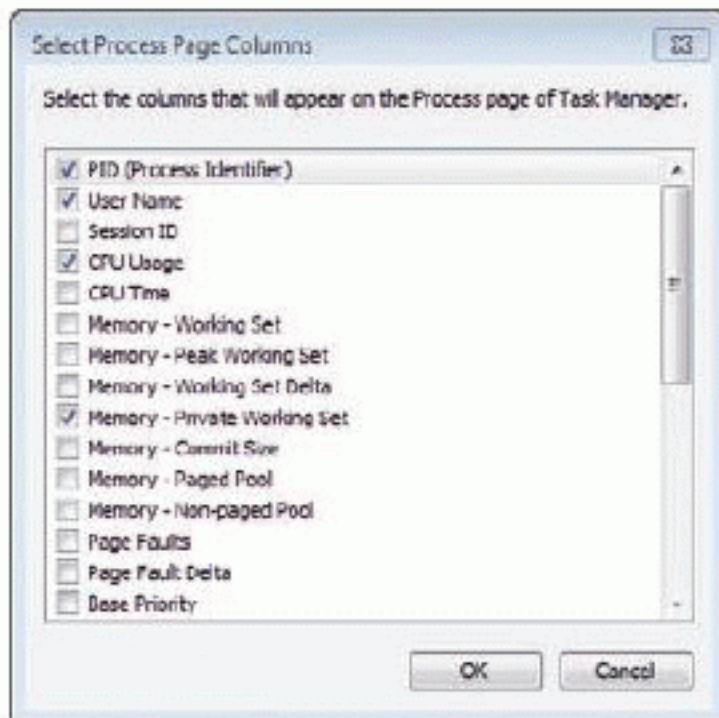 Select Process Page Columns
Select the columns that will appear on the Process page of Task Manager.
PID (Process Identifier)
User Name
Session ID
CPU Usage
CPU Time
Memory - Working Set
Memory - Peak Working Set
Memory - Working Set Delta
Memory - Private Working Set
Memory - Commit Size
Memory - Paged Pool
Memory - Non-paged Pool
Page Faults
Page Fault Delta
Base Priority
OK Cancel